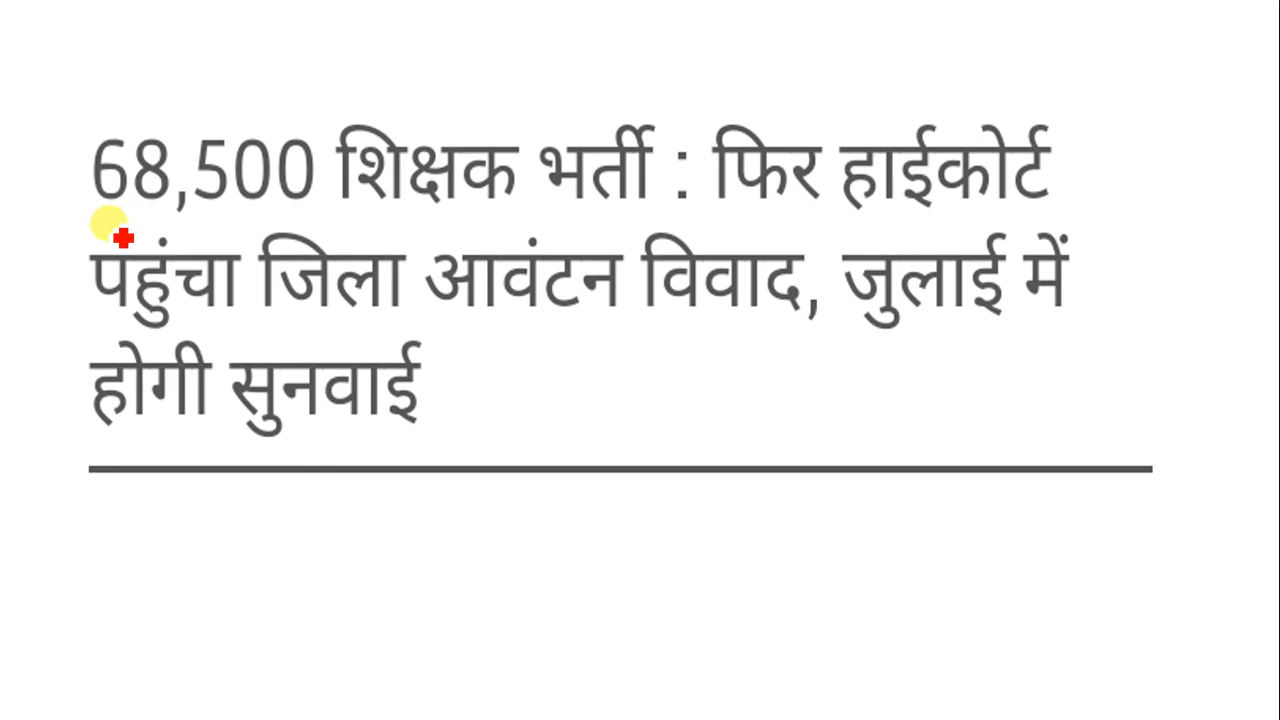 68,500 शिक्षक भर्ती : फिर हाईकोर्ट
पहुंचा जिला आवंटन विवाद, जुलाई में
होगी सुनवाई